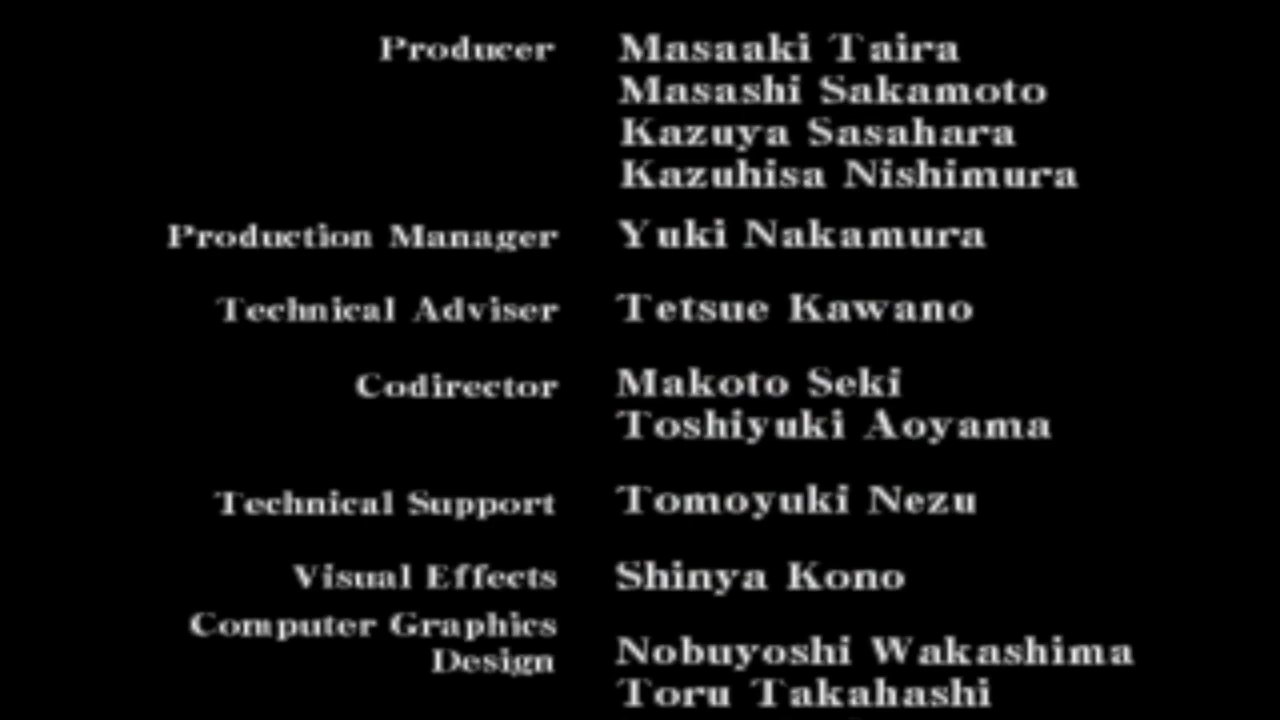 Producer Masaaki Taira
Masashi Sakamoto
Kazuya Sasahara
Kazuhisa Nishimura
Production Manager Yuki Nakamura
Technical Adviser Tetsue Kawano
Codirector Makoto Seki
Toshiyuki Aoyama
Technical Support Tomoyuki Nezu
Visual Effects Shinya Kono
Computer Graphics
Design Nobuyoshi Wakashima
Toru Takahashi